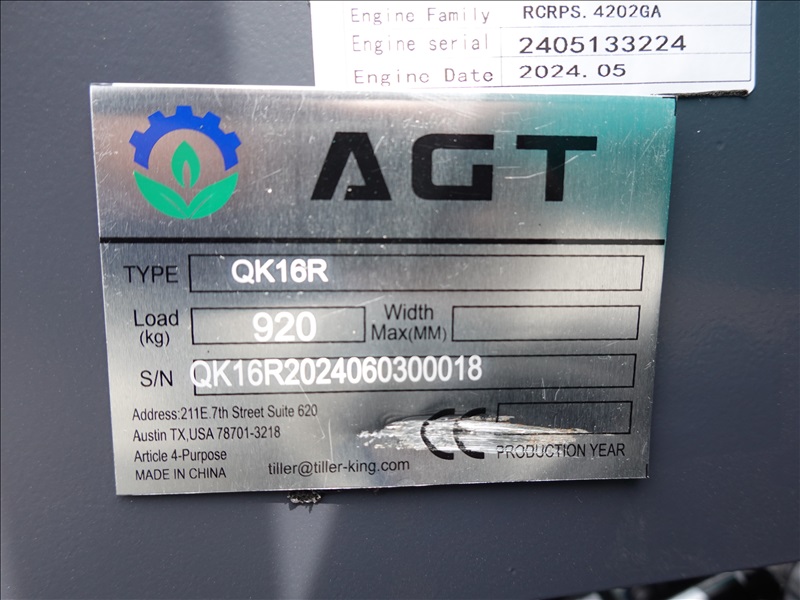 Engine Family RCRPS. 4202GA
Engine serial 2405133224
Engine Date 2024.05
AGT
TYPE QK16R
Load (kg) 920 Width Max(MM)
S/N QK16R2024060300018
Address:211E.7th Street Suite 620
Austin TX,USA 78701-3218
Article 4-Purpose
MADE IN CHINA
tiller@tiller-king.com
CE
PRODUCTION YEAR